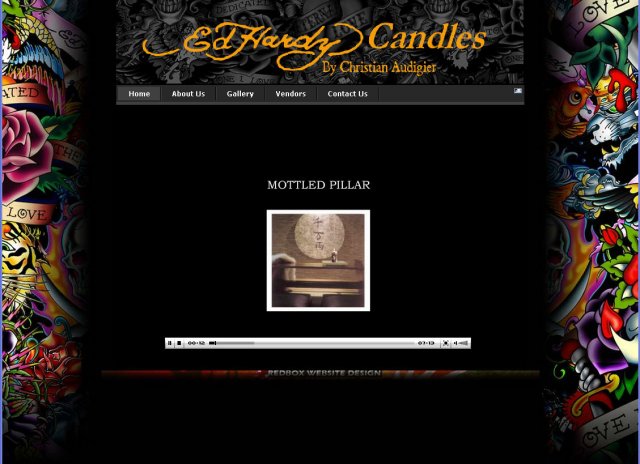 DEDICATED
Ed Hardy Candles
By Christian Audigier
Home About Us Gallery Vendors Contact Us
LOVE
THE
LOVE
MOTTLED PILLAR
00:12 07:13
REDBOX WEBSITE DESIGN